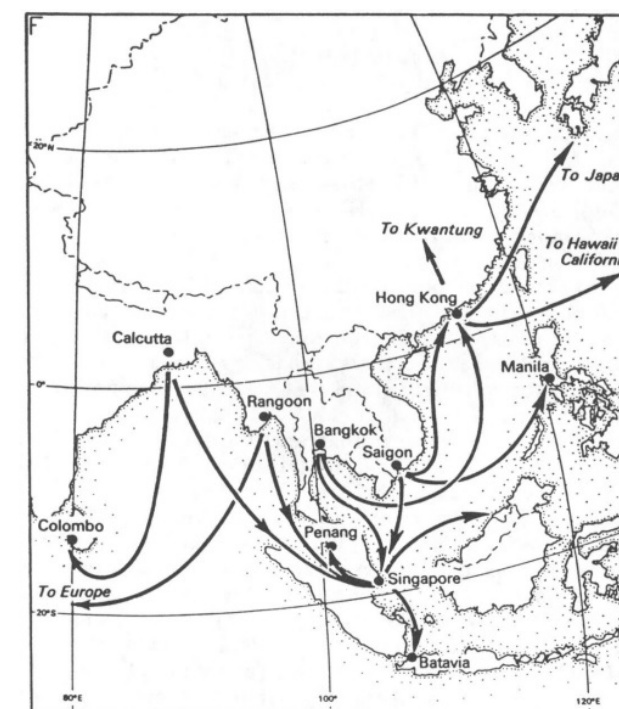 20°N
To Japa
To Kwantung
To Hawaii
Californi
Hong Kong
Calcutta
Manila
0°
Rangoon
Bangkok
Saigon
Colombo
Penang
Singapore
To Europe
20°S
Batavia
80°E
100°
120°E